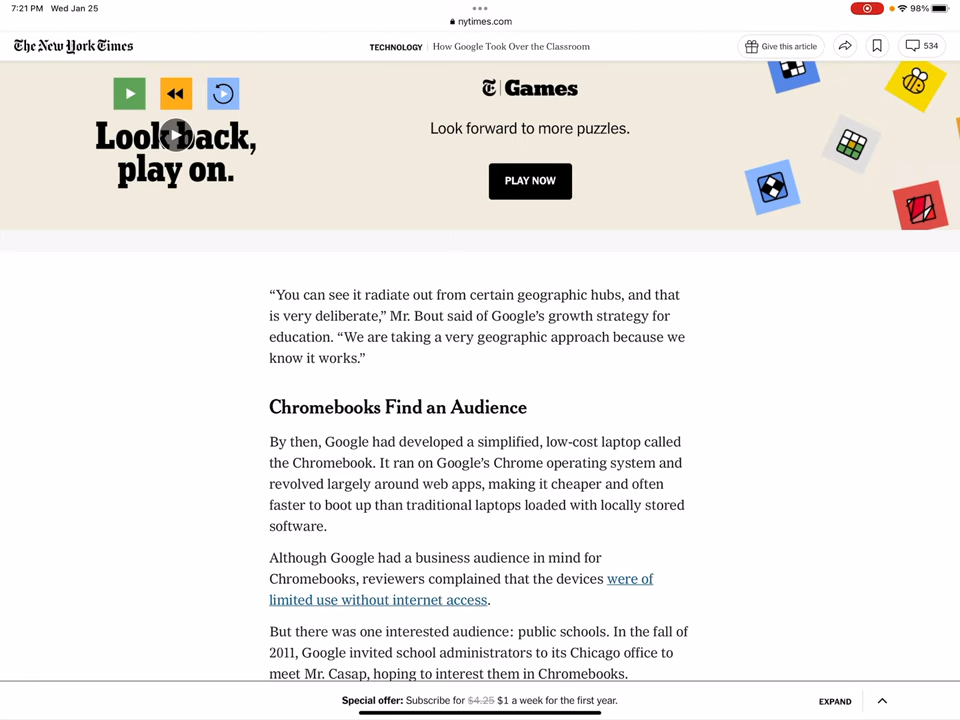 7:21 PM Wed Jan 25
98%
nytimes.com
The New York Times
TECHNOLOGY | How Google Took Over the Classroom
Give this article
534
Look back,
play on.
T | Games
Look forward to more puzzles.
PLAY NOW
“You can see it radiate out from certain geographic hubs, and that
is very deliberate,” Mr. Bout said of Google’s growth strategy for
education. “We are taking a very geographic approach because we
know it works.”
Chromebooks Find an Audience
By then, Google had developed a simplified, low-cost laptop called
the Chromebook. It ran on Google’s Chrome operating system and
revolved largely around web apps, making it cheaper and often
faster to boot up than traditional laptops loaded with locally stored
software.
Although Google had a business audience in mind for
Chromebooks, reviewers complained that the devices were of
limited use without internet access.
But there was one interested audience: public schools. In the fall of
2011, Google invited school administrators to its Chicago office to
meet Mr. Casap, hoping to interest them in Chromebooks.
Special offer: Subscribe for $4.25 $1 a week for the first year.
EXPAND